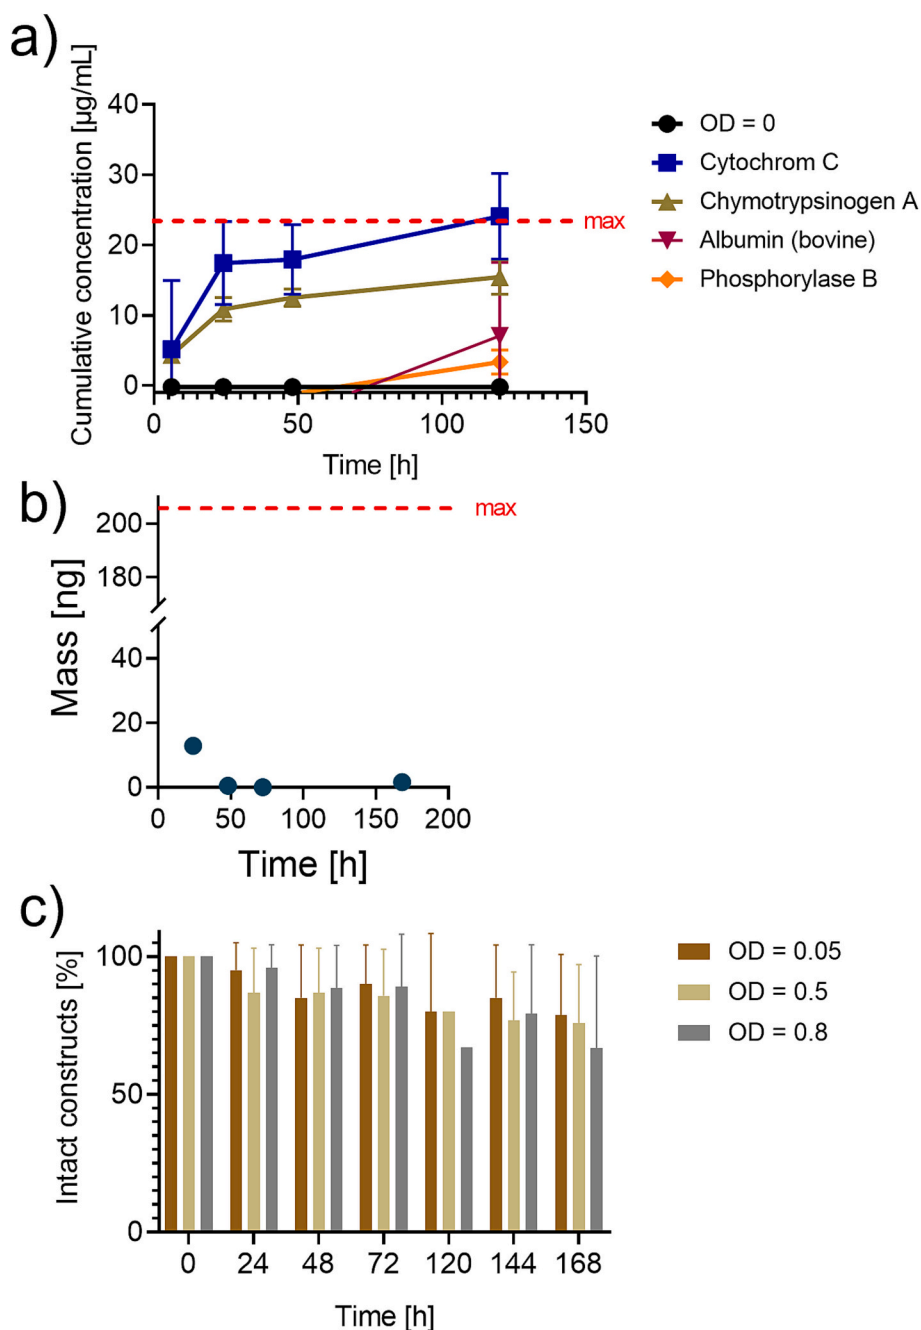 a)
Cumulative concentration [µg/mL]
40
30
20
10
0
max
0 50 100 150
Time [h]
OD = 0
Cytochrom C
Chymotrypsinogen A
Albumin (bovine)
Phosphorylase B
b)
Mass [ng]
200
180
40
20
0
max
0 50 100 150 200
Time [h]
c)
Intact constructs [%]
100
50
0
0 24 48 72 120 144 168
Time [h]
OD = 0.05
OD = 0.5
OD = 0.8